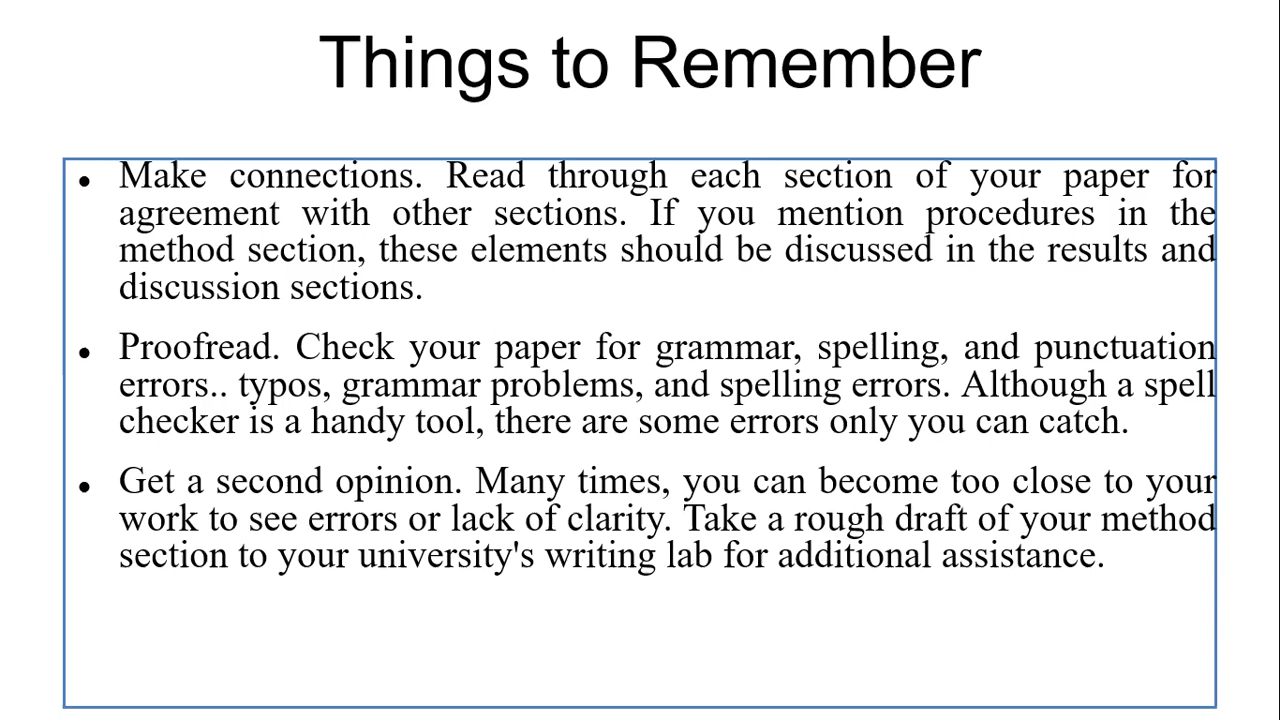 Things to Remember
• Make connections. Read through each section of your paper for
agreement with other sections. If you mention procedures in the
method section, these elements should be discussed in the results and
discussion sections.
• Proofread. Check your paper for grammar, spelling, and punctuation
errors.. typos, grammar problems, and spelling errors. Although a spell
checker is a handy tool, there are some errors only you can catch.
• Get a second opinion. Many times, you can become too close to your
work to see errors or lack of clarity. Take a rough draft of your method
section to your university's writing lab for additional assistance.